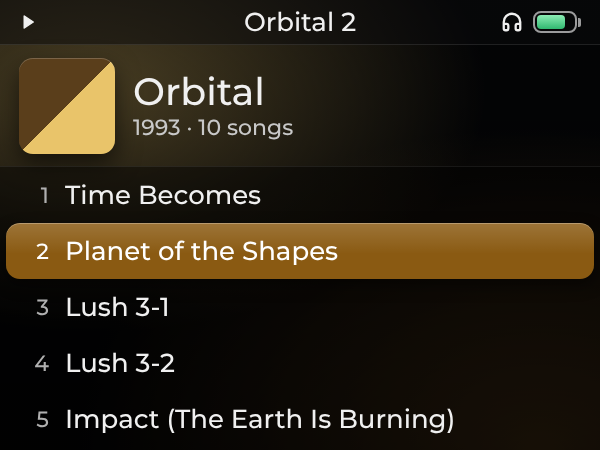 Orbital 2
Orbital
1993 · 10 songs
1 Time Becomes
2 Planet of the Shapes
3 Lush 3-1
4 Lush 3-2
5 Impact (The Earth Is Burning)